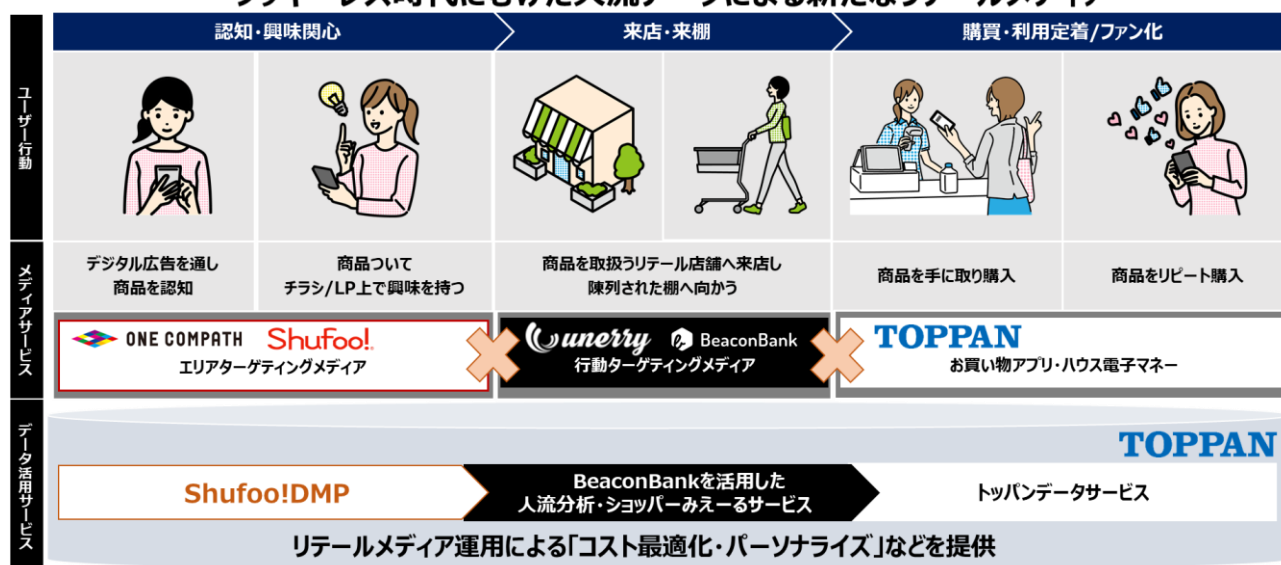 認知・興味関心
来店・来棚
購買・利用定着/ファン化
ユーザー行動
デジタル広告を通し
商品を認知
商品ついて
チラシ/LP上で興味を持つ
商品を取扱うリテール店舗へ来店し
陳列された棚へ向かう
商品を手に取り購入
商品をリピート購入
メディアサービス
ONE COMPATH Shufoo!
エリアターゲティングメディア
unerry BeaconBank
行動ターゲティングメディア
TOPPAN
お買い物アプリ・ハウス電子マネー
データ活用サービス
TOPPAN
Shufoo!DMP
BeaconBankを活用した
人流分析・ショッパーみえーるサービス
トッパンデータサービス
リテールメディア運用による「コスト最適化・パーソナライズ」などを提供